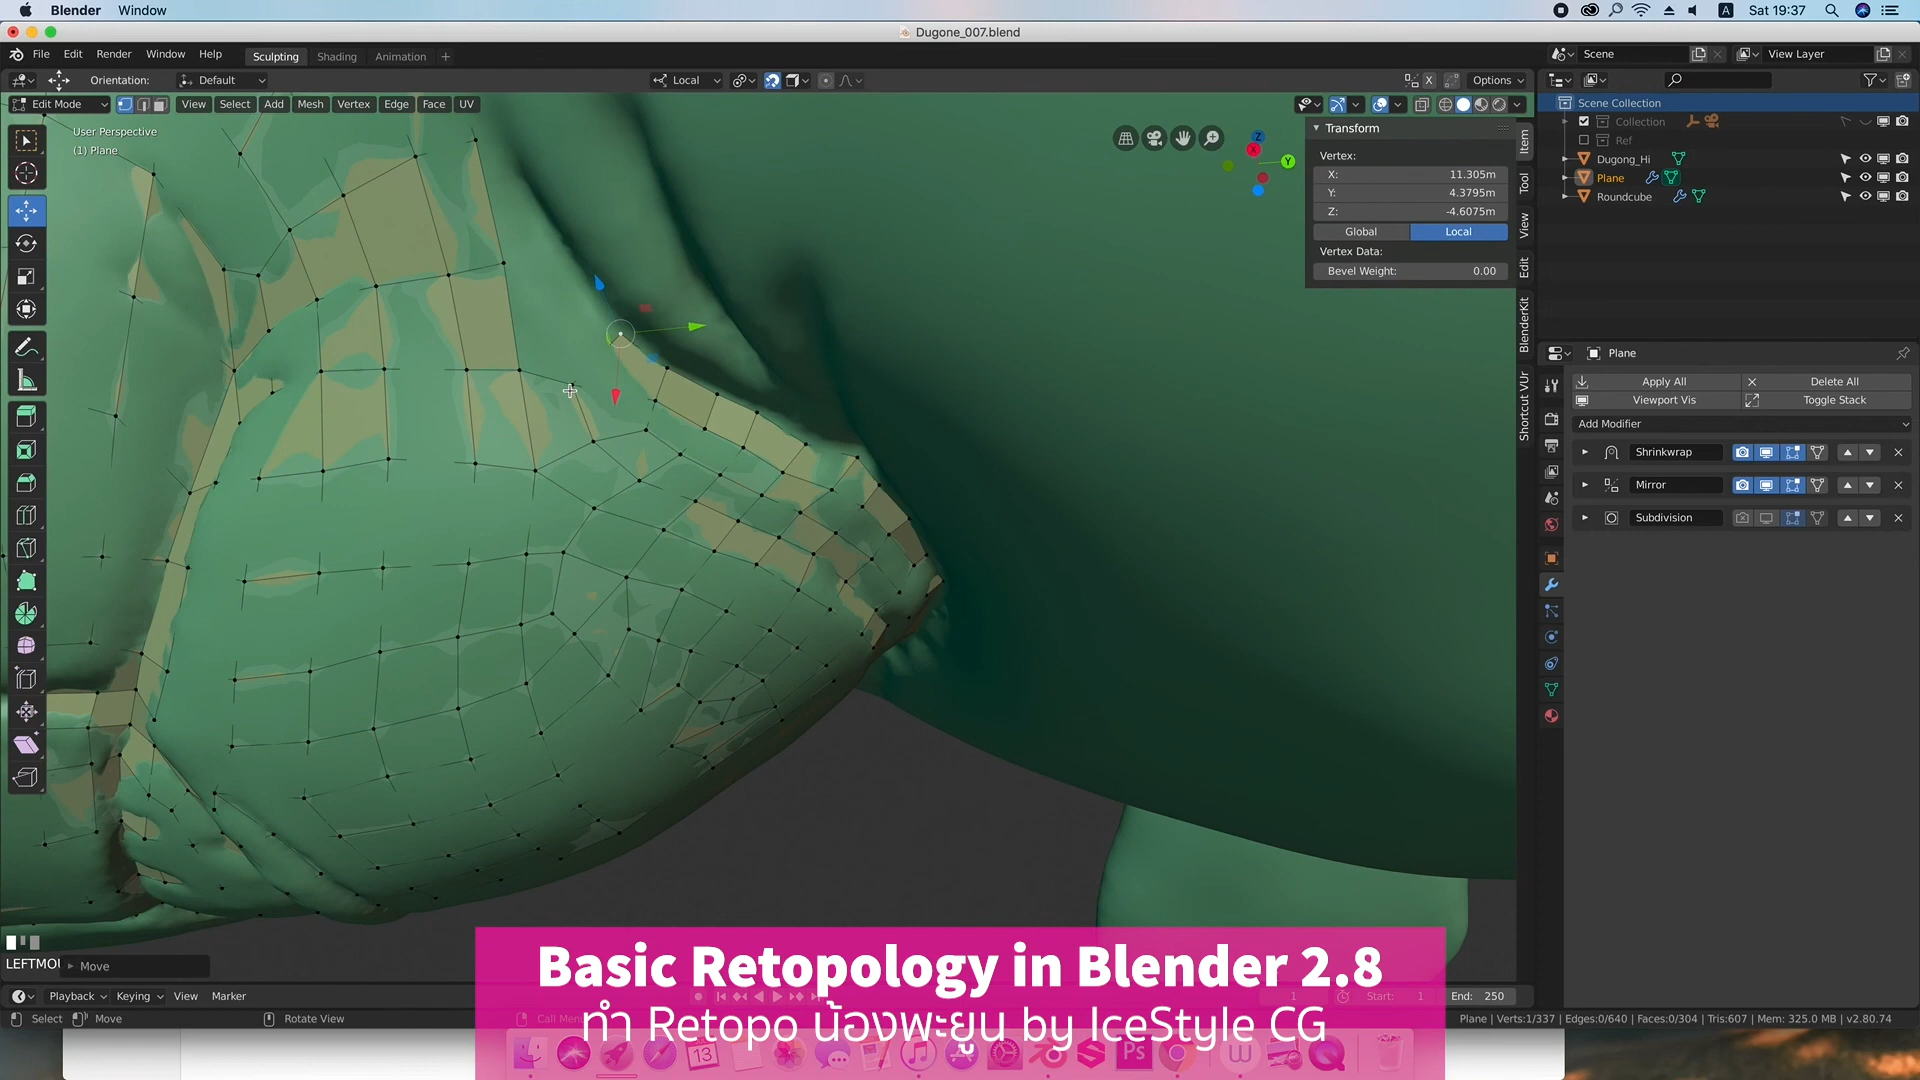 Blender Window
Sat 19:37
Dugone_007.blend
File Edit Render Window Help
Sculpting Shading Animation +
Scene
View Layer
Orientation: Default
Local
X
Options
Edit Mode
View Select Add Mesh Vertex Edge Face UV
User Perspective
(1) Plane
Z
X
Y
Transform
Vertex:
X: 11.305m
Y: 4.3795m
Z: -4.6075m
Global Local
Vertex Data:
Bevel Weight: 0.00
Item
Tool
View
Edit
BlenderKit
Shortcut VUr
Scene Collection
Collection
Ref
Dugong_Hi
Plane
Roundcube
Plane
Apply All Delete All
Viewport Vis Toggle Stack
Add Modifier
Shrinkwrap
Mirror
Subdivision
LEFTMOU
Move
Basic Retopology in Blender 2.8
ทำ Retopo น้องพะยูน by IceStyle CG
Playback Keying View Marker
1
Start: 1
End: 250
Select Move Rotate View
Call Menu
Plane | Verts:1/337 | Edges:0/640 | Faces:0/304 | Tris:607 | Mem: 325.0 MB | v2.80.74
13
Ps